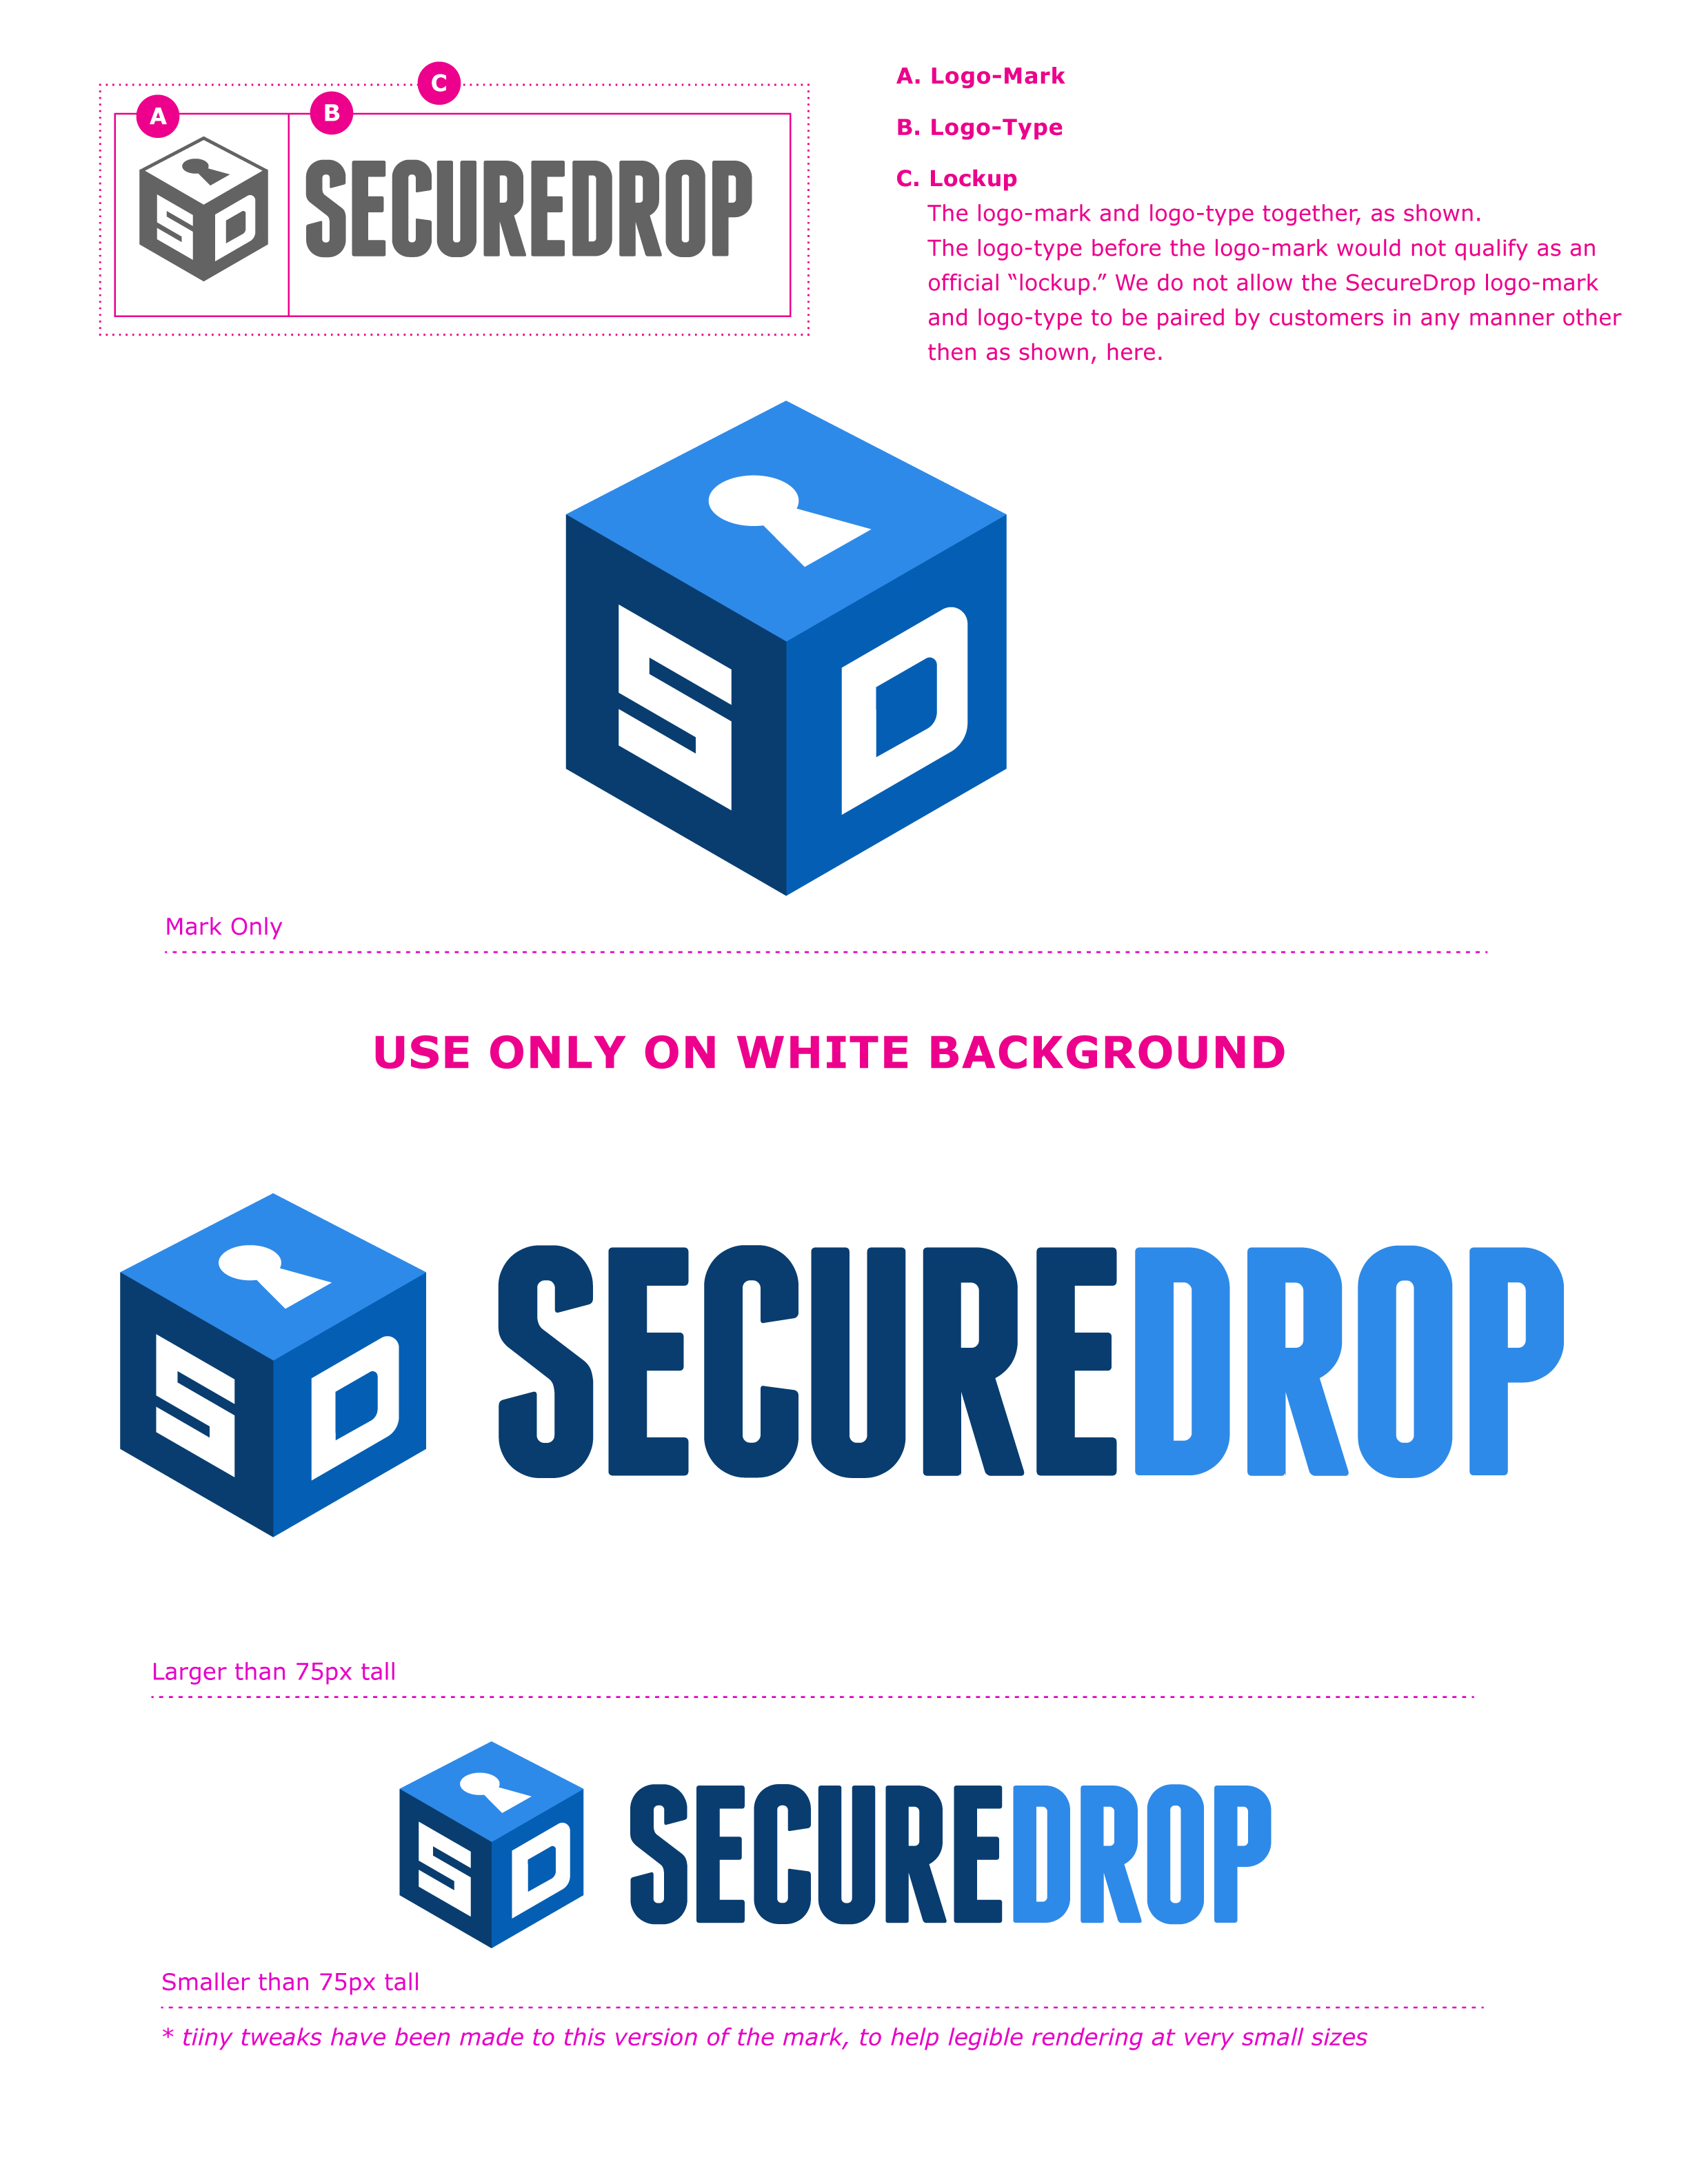 C
A
B
SD
SECUREDROP
A. Logo-Mark
B. Logo-Type
C. Lockup
The logo-mark and logo-type together, as shown.
The logo-type before the logo-mark would not qualify as an
official “lockup.” We do not allow the SecureDrop logo-mark
and logo-type to be paired by customers in any manner other
then as shown, here.
SD
Mark Only
USE ONLY ON WHITE BACKGROUND
SD
SECUREDROP
Larger than 75px tall
SD
SECUREDROP
Smaller than 75px tall
* tiiny tweaks have been made to this version of the mark, to help legible rendering at very small sizes